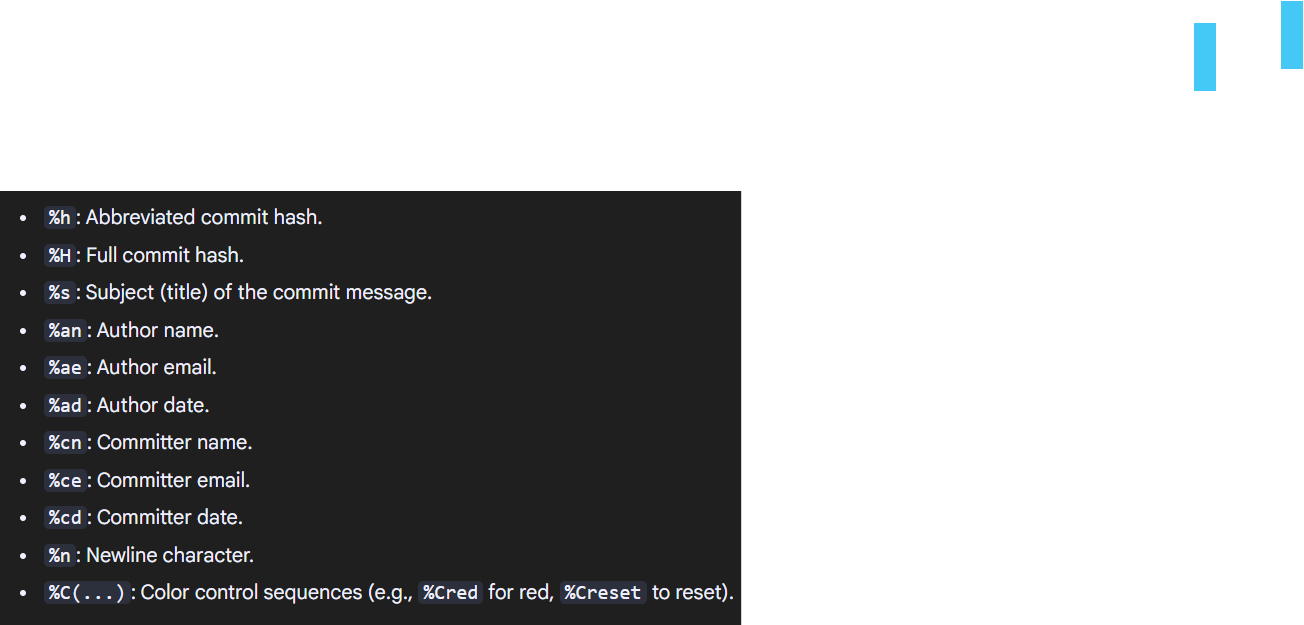 • %h: Abbreviated commit hash.
• %H: Full commit hash.
• %s: Subject (title) of the commit message.
• %an: Author name.
• %ae: Author email.
• %ad: Author date.
• %cn: Committer name.
• %ce: Committer email.
• %cd: Committer date.
• %n: Newline character.
• %C(...): Color control sequences (e.g., %Cred for red, %Creset to reset).